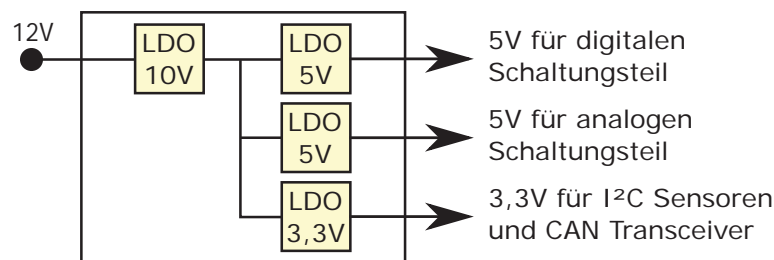 12V
LDO
10V
LDO
5V
5V für digitalen
Schaltungsteil
LDO
5V
5V für analogen
Schaltungsteil
LDO
3,3V
3,3V für I²C Sensoren
und CAN Transceiver